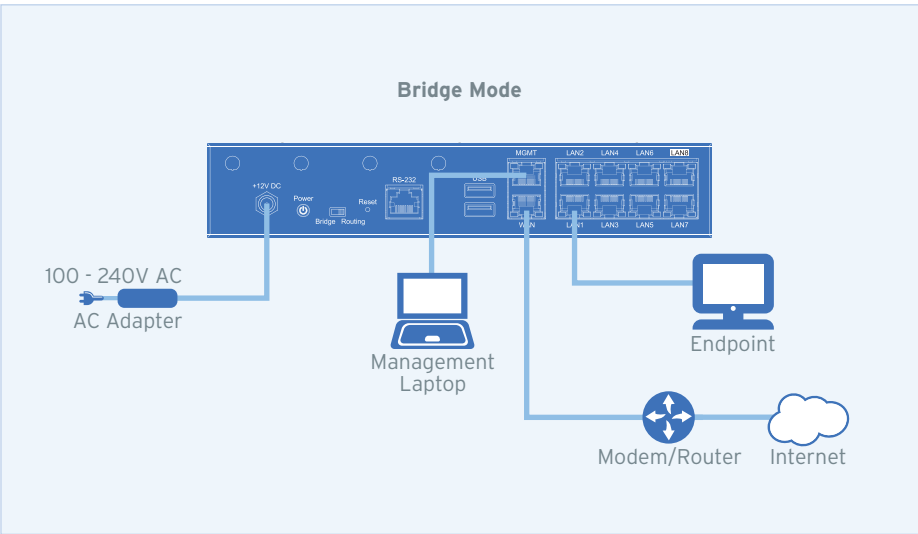 Bridge Mode
MGMT
LAN2 LAN4 LAN6 LAN8
+12V DC
Power
Bridge Routing
Reset
RS-232
USB
WAN
LAN1 LAN3 LAN5 LAN7
100 - 240V AC
AC Adapter
Management
Laptop
Endpoint
Modem/Router
Internet